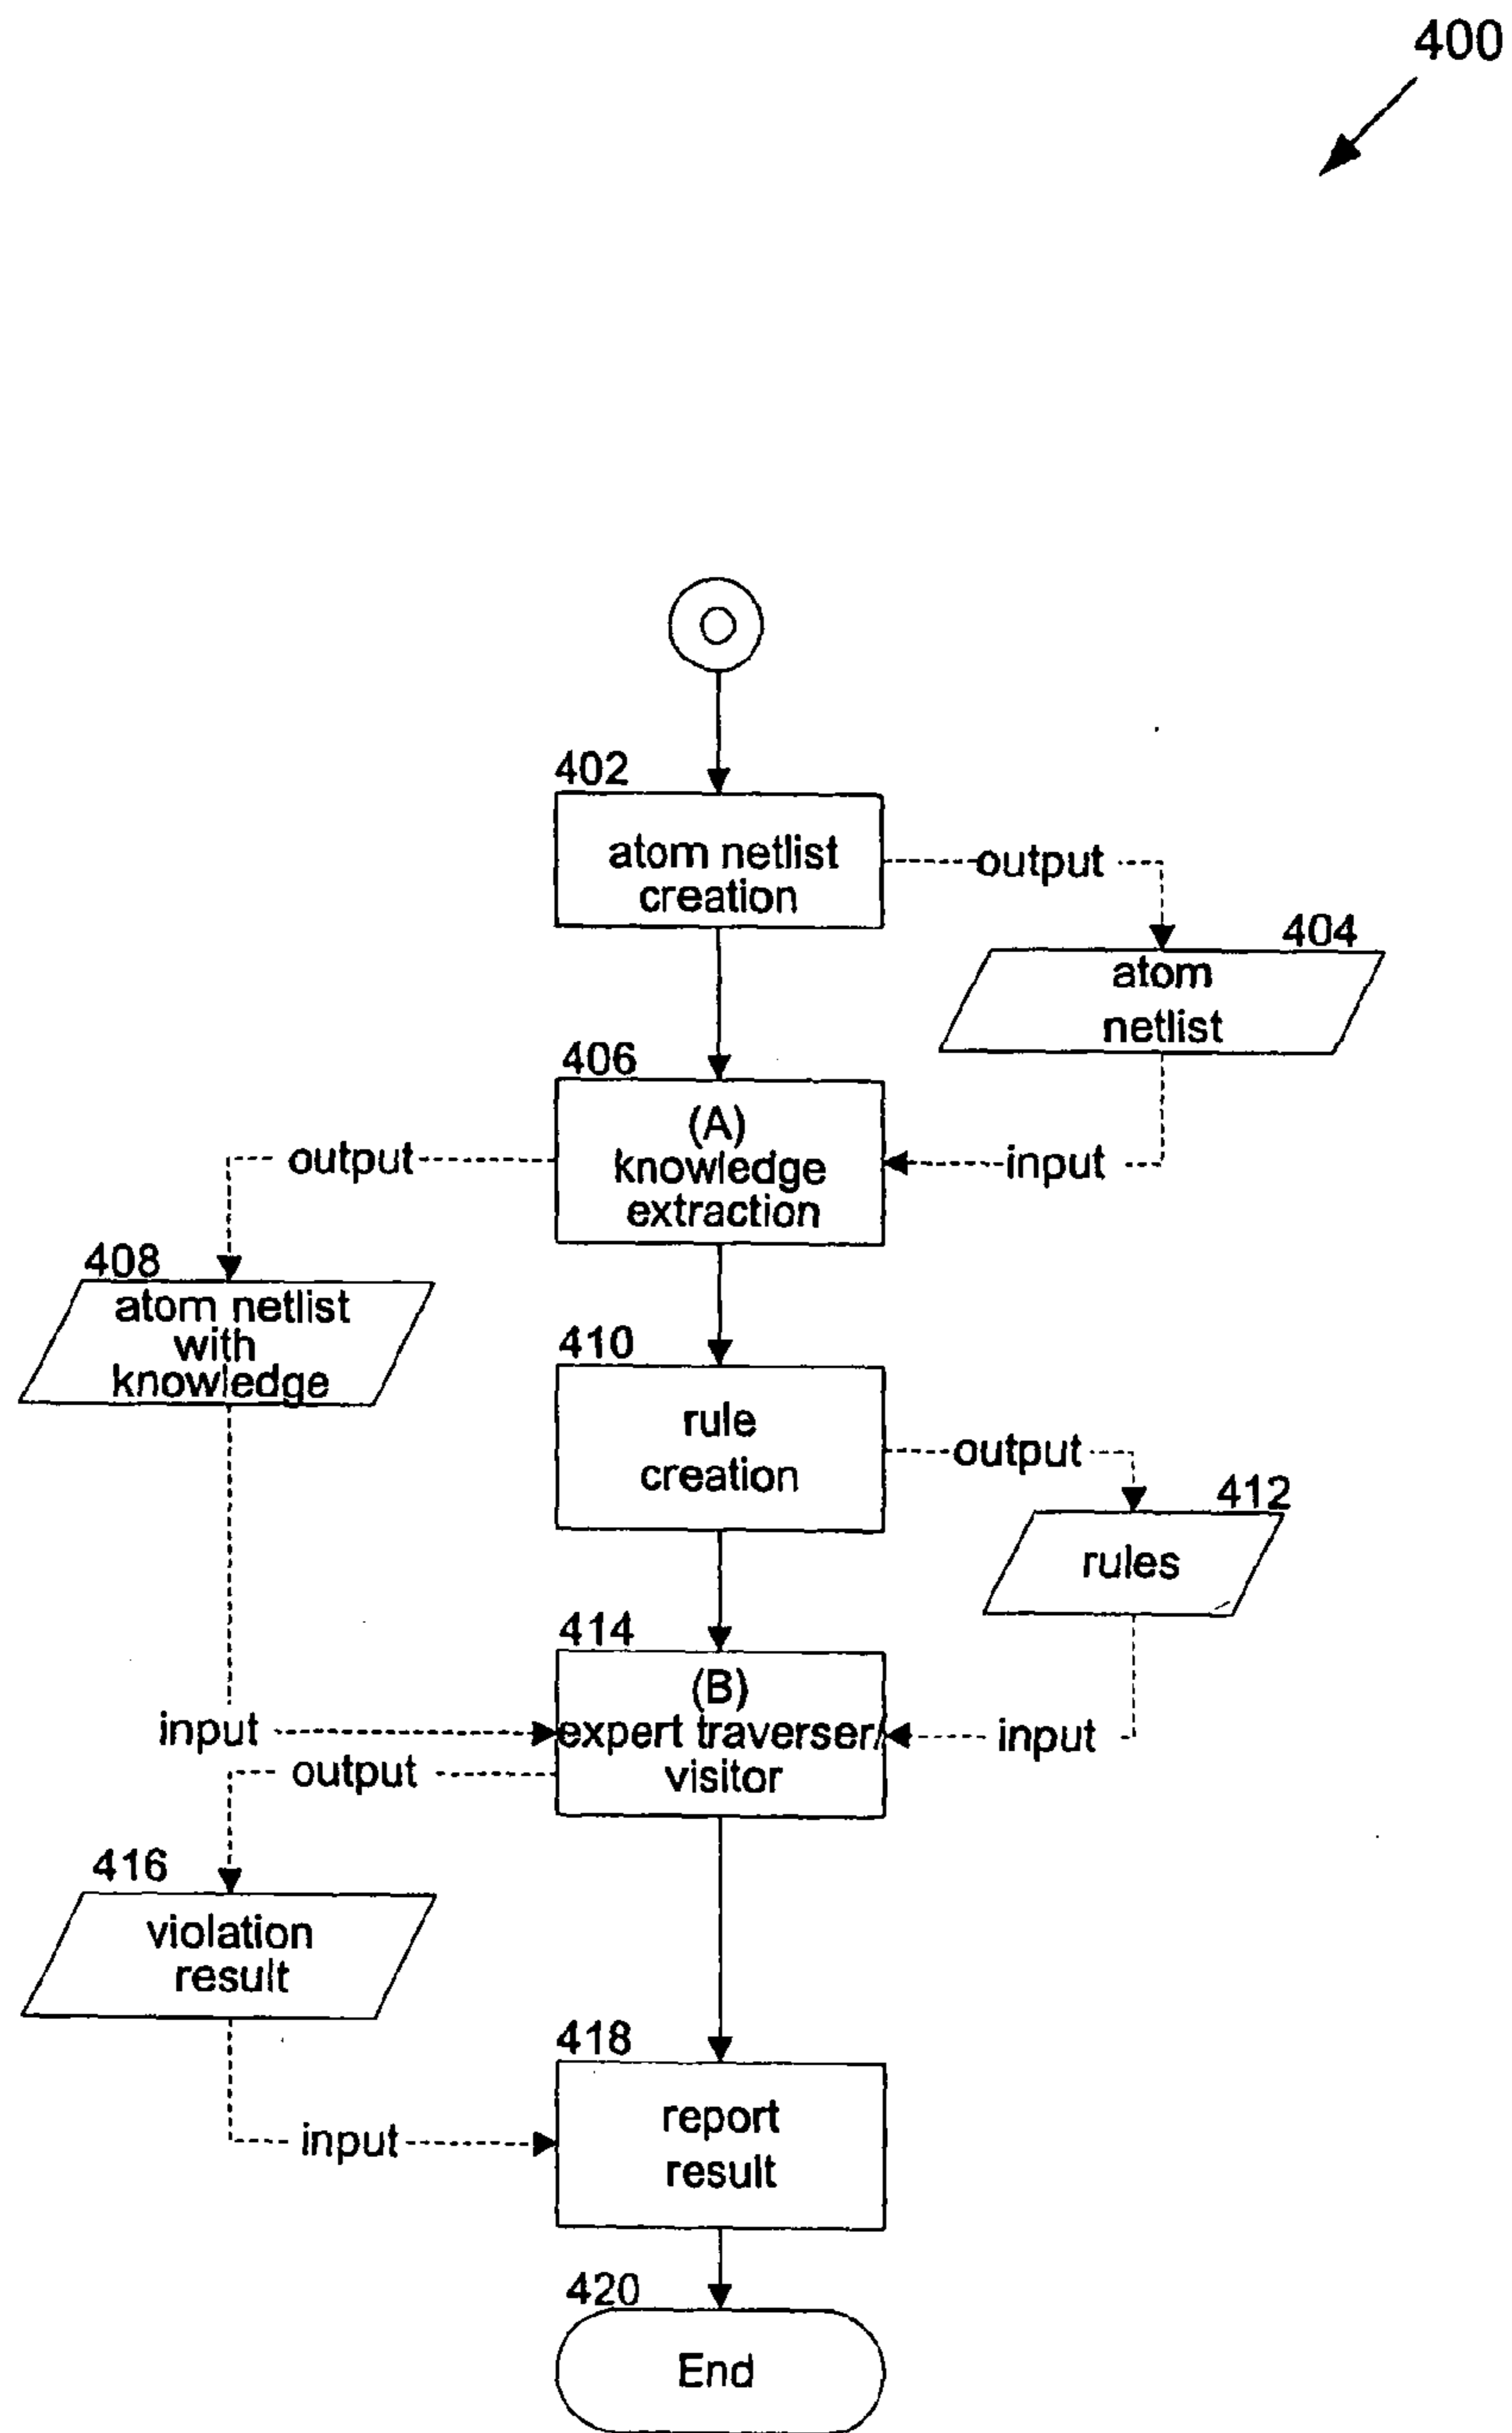 400
402
atom netlist
creation
output
404
atom
netlist
406
(A)
knowledge
extraction
output
input
408
atom netlist
with
knowledge
410
rule
creation
output
412
rules
414
(B)
expert traverser/
visitor
input
input
output
416
violation
result
418
report
result
input
420
End